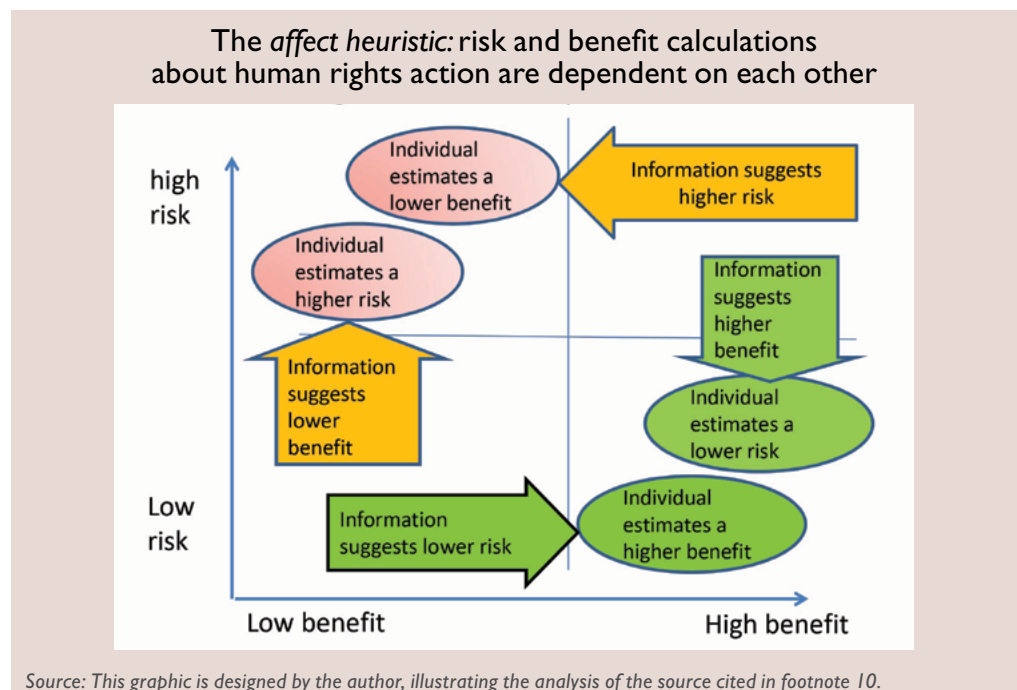 The affect heuristic: risk and benefit calculations
about human rights action are dependent on each other
high
risk
Individual
estimates a
lower benefit
Information suggests
higher risk
Individual
estimates a
higher risk
Information
suggests
higher
benefit
Information
suggests
lower
benefit
Individual
estimates a
lower risk
Low
risk
Information
suggests lower risk
Individual
estimates a
higher benefit
Low benefit
High benefit
Source: This graphic is designed by the author, illustrating the analysis of the source cited in footnote 10.